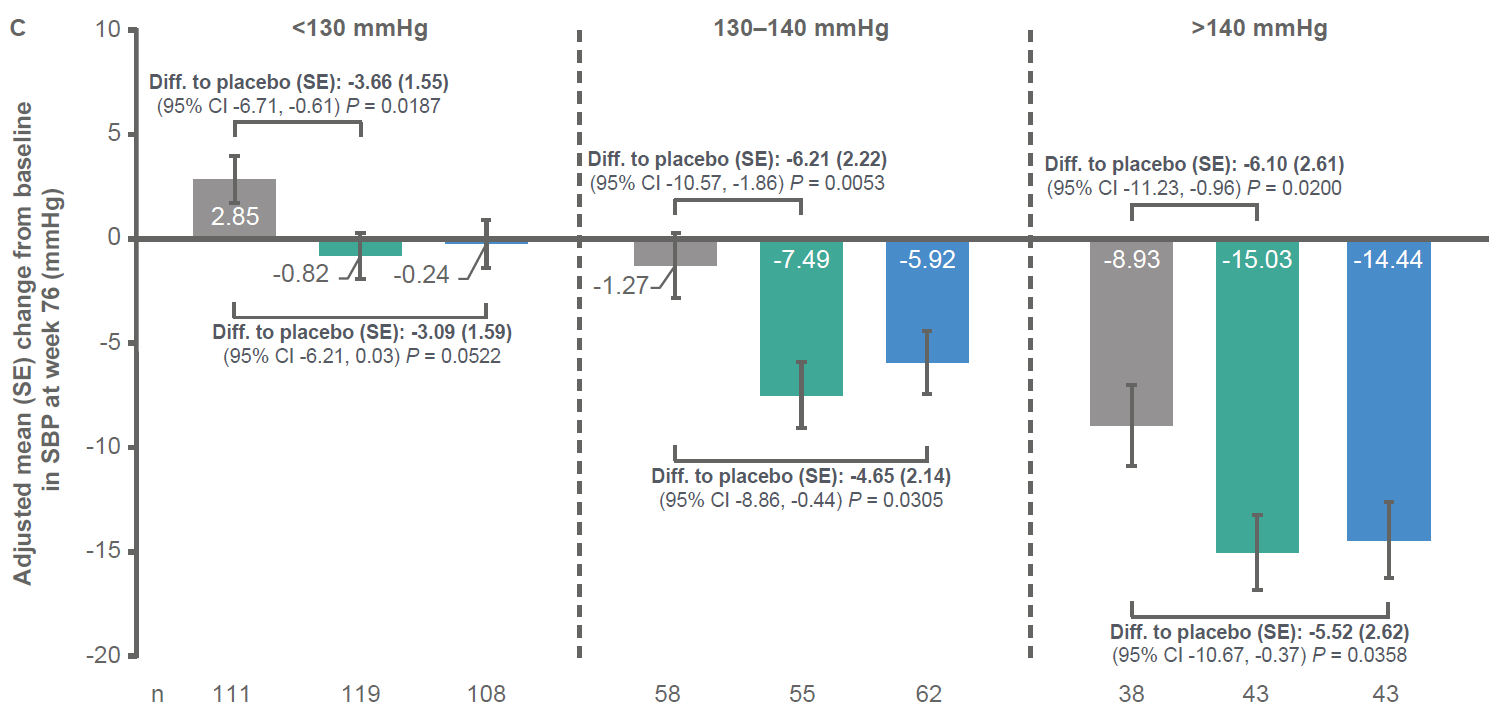 C
Adjusted mean (SE) change from baseline
in SBP at week 76 (mmHg)
10
5
0
-5
-10
-15
-20
<130 mmHg
Diff. to placebo (SE): -3.66 (1.55)
(95% CI -6.71, -0.61) P = 0.0187
2.85
-0.82
-0.24
Diff. to placebo (SE): -3.09 (1.59)
(95% CI -6.21, 0.03) P = 0.0522
130–140 mmHg
Diff. to placebo (SE): -6.21 (2.22)
(95% CI -10.57, -1.86) P = 0.0053
-1.27
-7.49
-5.92
Diff. to placebo (SE): -4.65 (2.14)
(95% CI -8.86, -0.44) P = 0.0305
>140 mmHg
Diff. to placebo (SE): -6.10 (2.61)
(95% CI -11.23, -0.96) P = 0.0200
-8.93
-15.03
-14.44
Diff. to placebo (SE): -5.52 (2.62)
(95% CI -10.67, -0.37) P = 0.0358
n 111 119 108 58 55 62 38 43 43